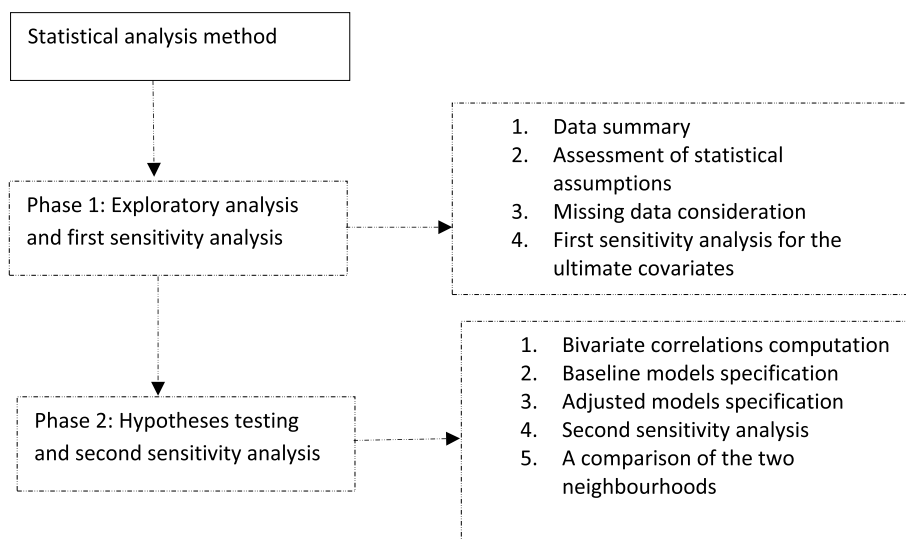 Statistical analysis method
Phase 1: Exploratory analysis
and first sensitivity analysis
1. Data summary
2. Assessment of statistical
assumptions
3. Missing data consideration
4. First sensitivity analysis for the
ultimate covariates
Phase 2: Hypotheses testing
and second sensitivity analysis
1. Bivariate correlations computation
2. Baseline models specification
3. Adjusted models specification
4. Second sensitivity analysis
5. A comparison of the two
neighbourhoods